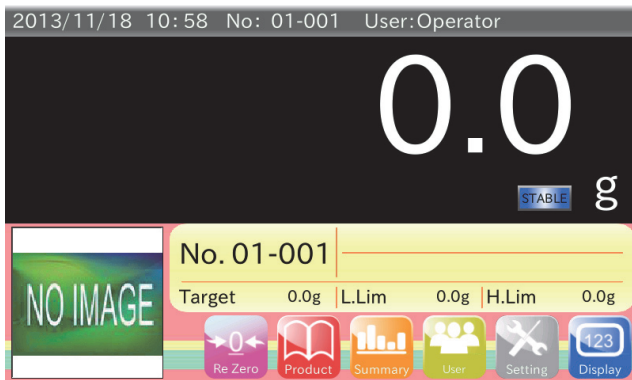 2013/11/18 10:58 No: 01-001 User:Operator
0.0
STABLE g
No. 01-001
NO IMAGE
Target 0.0g L.Lim 0.0g H.Lim 0.0g
→0← 123
Re Zero Product Summary User Setting Display